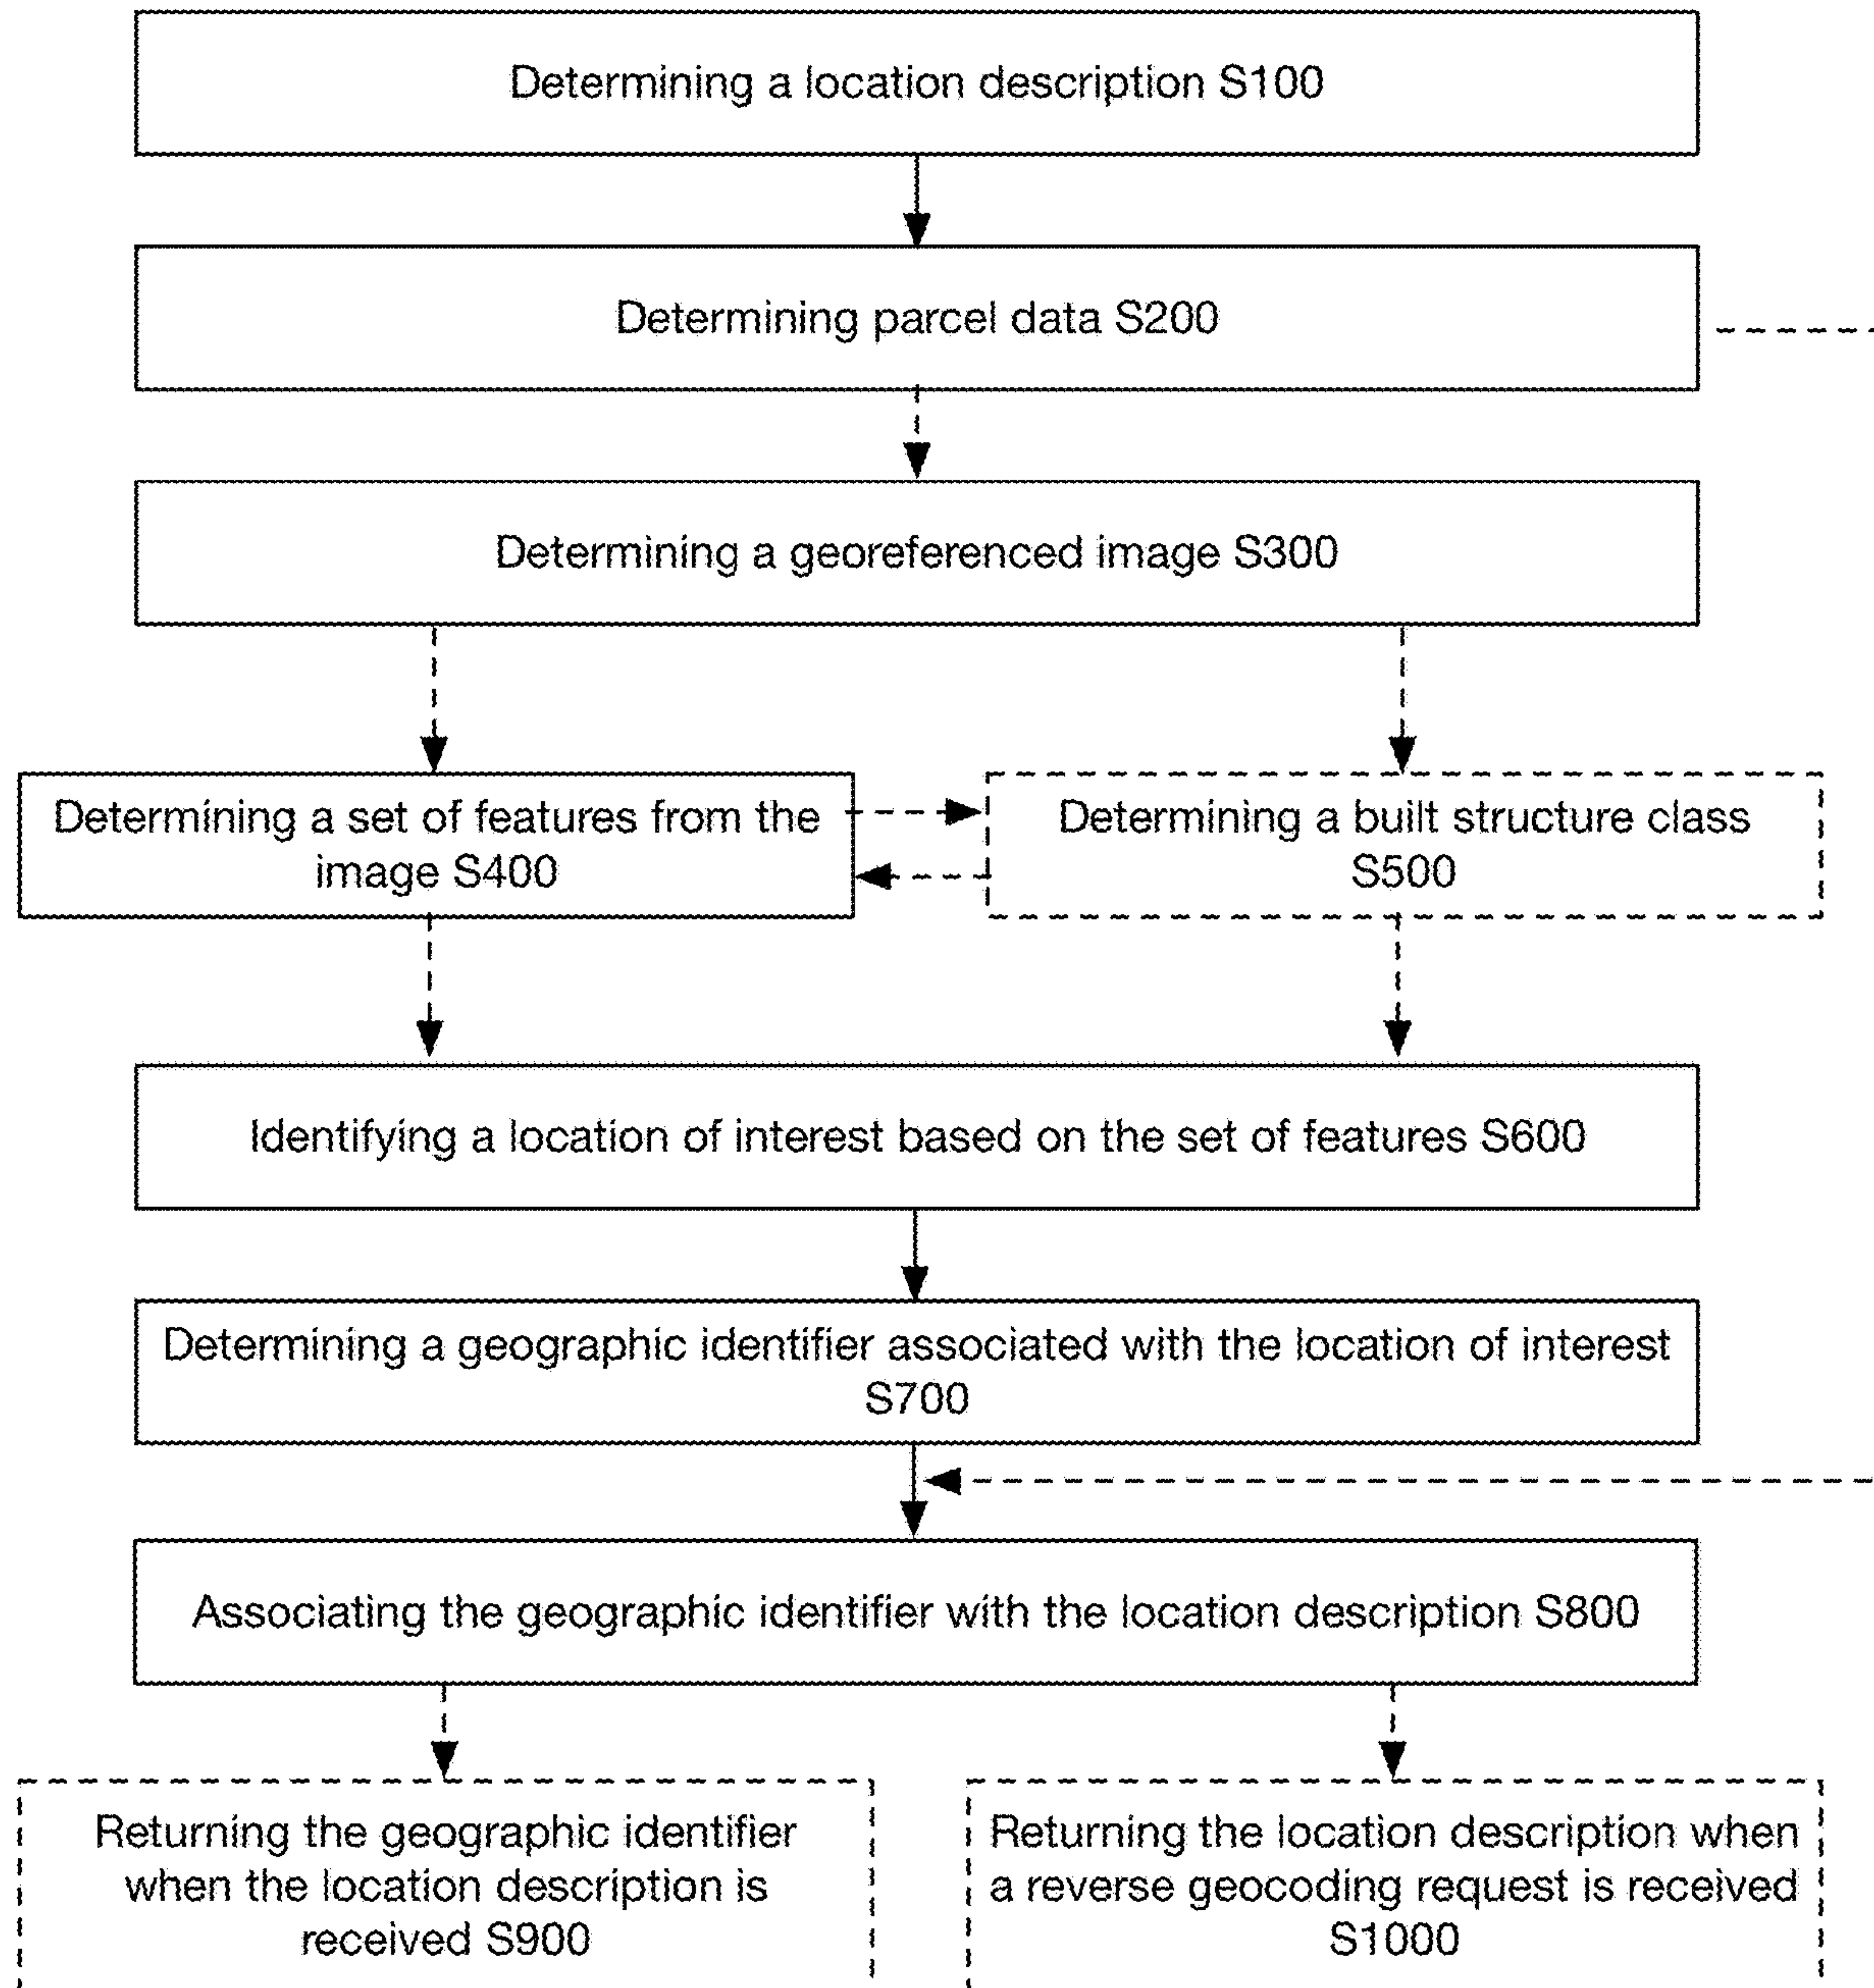 Determining a location description S100
Determining parcel data S200
Determining a georeferenced image S300
Determining a set of features from the
image S400
Determining a built structure class
S500
Identifying a location of interest based on the set of features S600
Determining a geographic identifier associated with the location of interest
S700
Associating the geographic identifier with the location description S800
Returning the geographic identifier
when the location description is
received S900
Returning the location description when
a reverse geocoding request is received
S1000